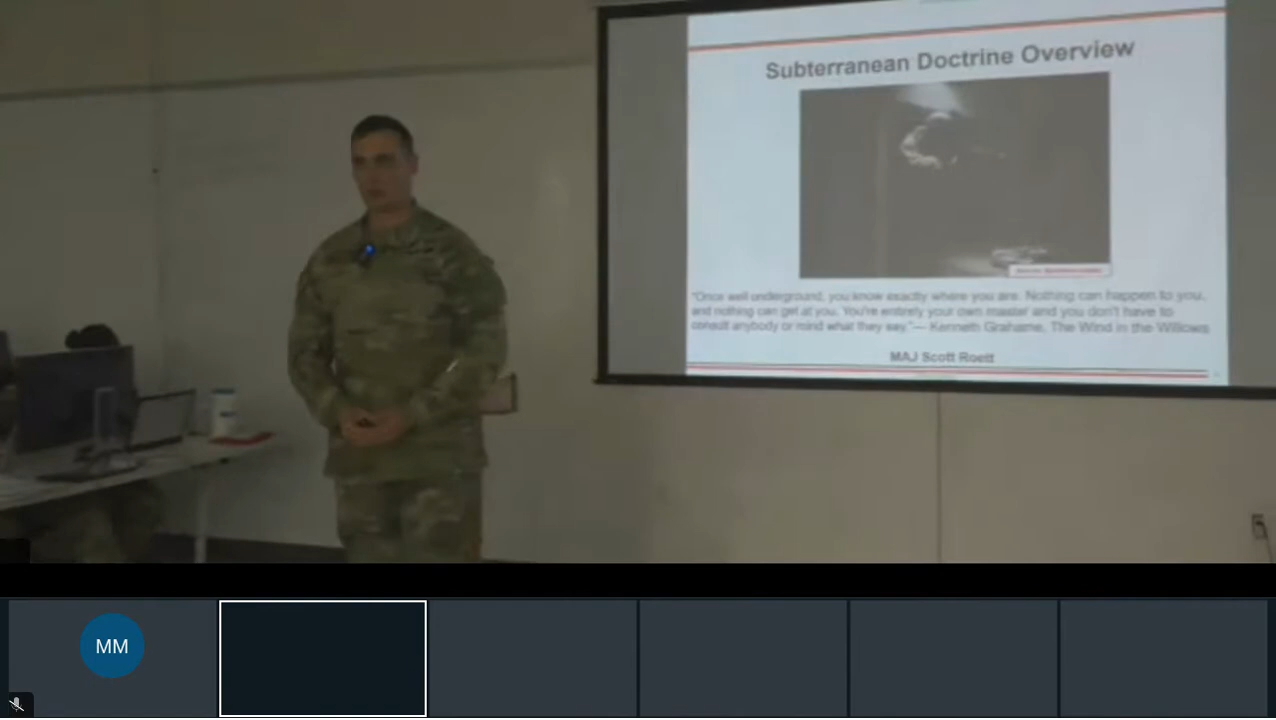 Subterranean Doctrine Overview
"Once well underground, you know exactly where you are. Nothing can happen to you,
and nothing can get at you. You're entirely your own master and you don't have to
consult anybody or mind what they say."— Kenneth Grahame, The Wind in the Willows
MAJ Scott Roett
MM